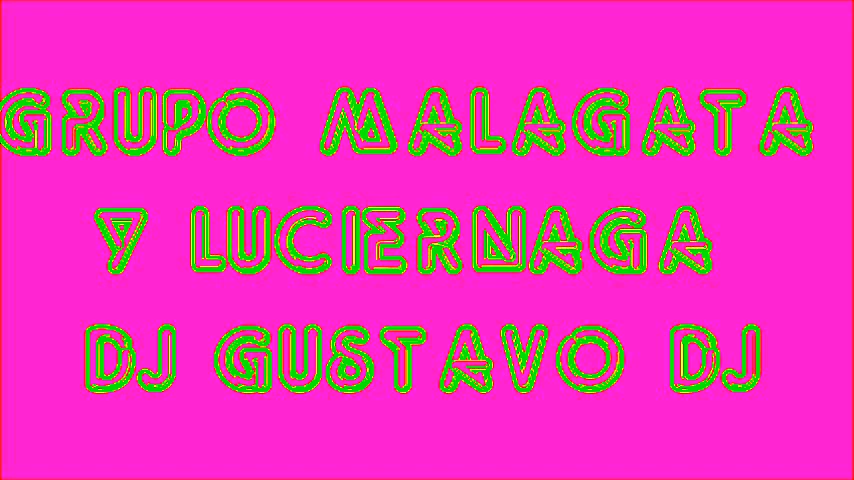 GRUPO MALAGATA
Y LUCIERNAGA
DJ GUSTAVO DJ